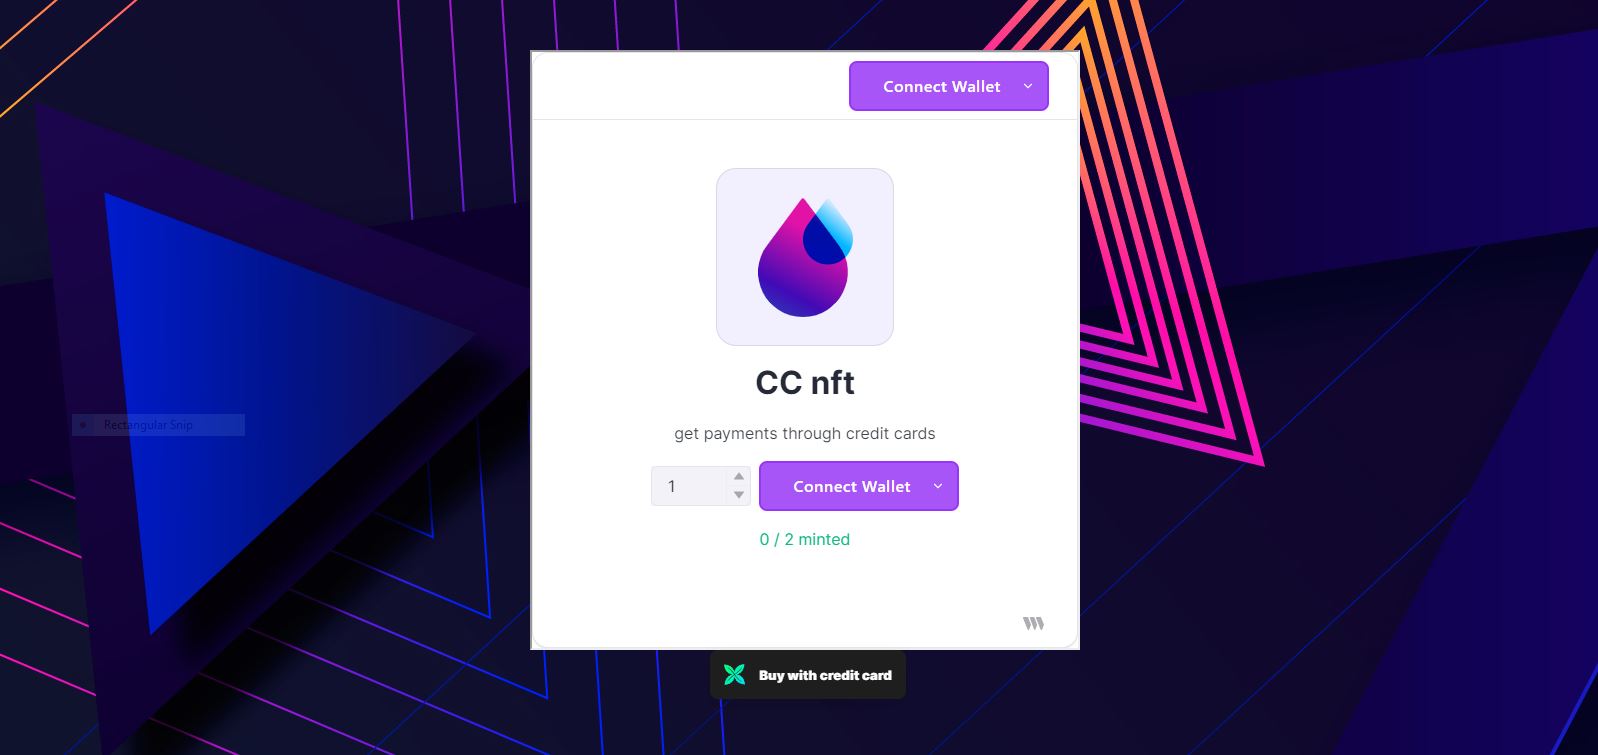 Connect Wallet
CC nft
get payments through credit cards
1
Connect Wallet
0 / 2 minted
Buy with credit card
Rectangular Snip